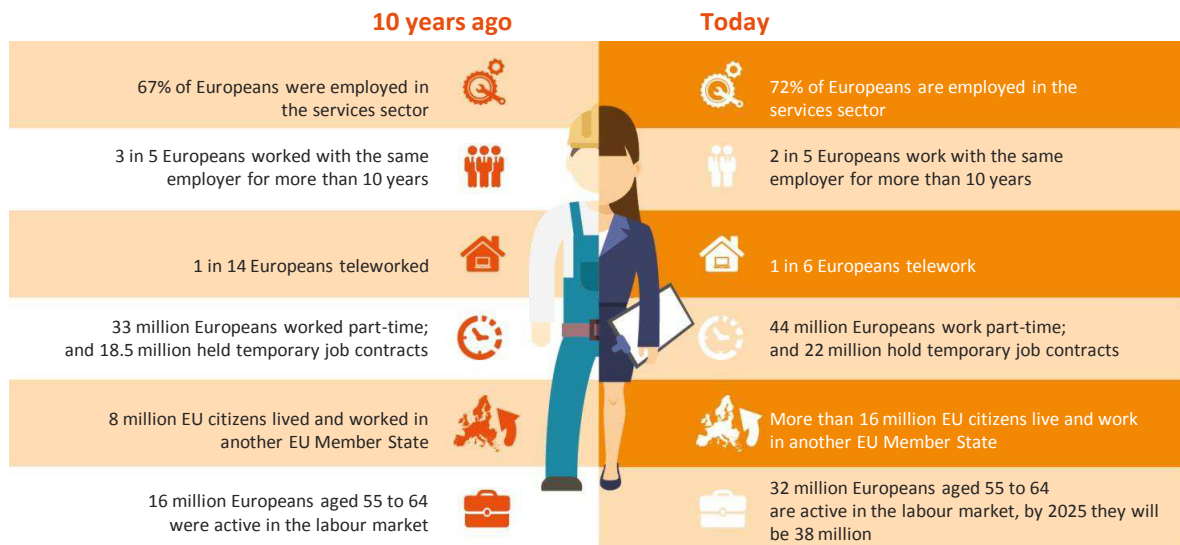 10 years ago
Today
67% of Europeans were employed in
the services sector
72% of Europeans are employed in the
services sector
3 in 5 Europeans worked with the same
employer for more than 10 years
2 in 5 Europeans work with the same
employer for more than 10 years
1 in 14 Europeans teleworked
1 in 6 Europeans telework
33 million Europeans worked part-time;
and 18.5 million held temporary job contracts
44 million Europeans work part-time;
and 22 million hold temporary job contracts
8 million EU citizens lived and worked in
another EU Member State
More than 16 million EU citizens live and work
in another EU Member State
16 million Europeans aged 55 to 64
were active in the labour market
32 million Europeans aged 55 to 64
are active in the labour market, by 2025 they will
be 38 million